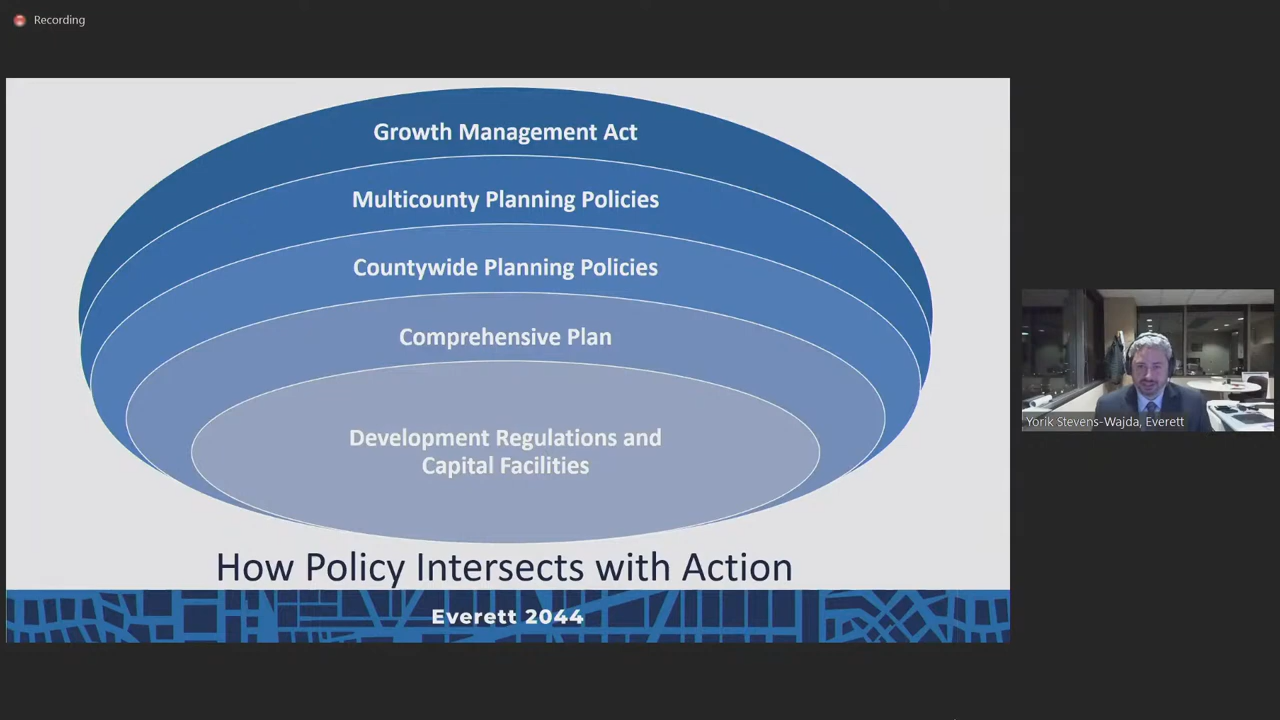 Recording
Growth Management Act
Multicounty Planning Policies
Countywide Planning Policies
Comprehensive Plan
Development Regulations and
Capital Facilities
How Policy Intersects with Action
Everett 2044
Yorik Stevens-Wajda, Everett